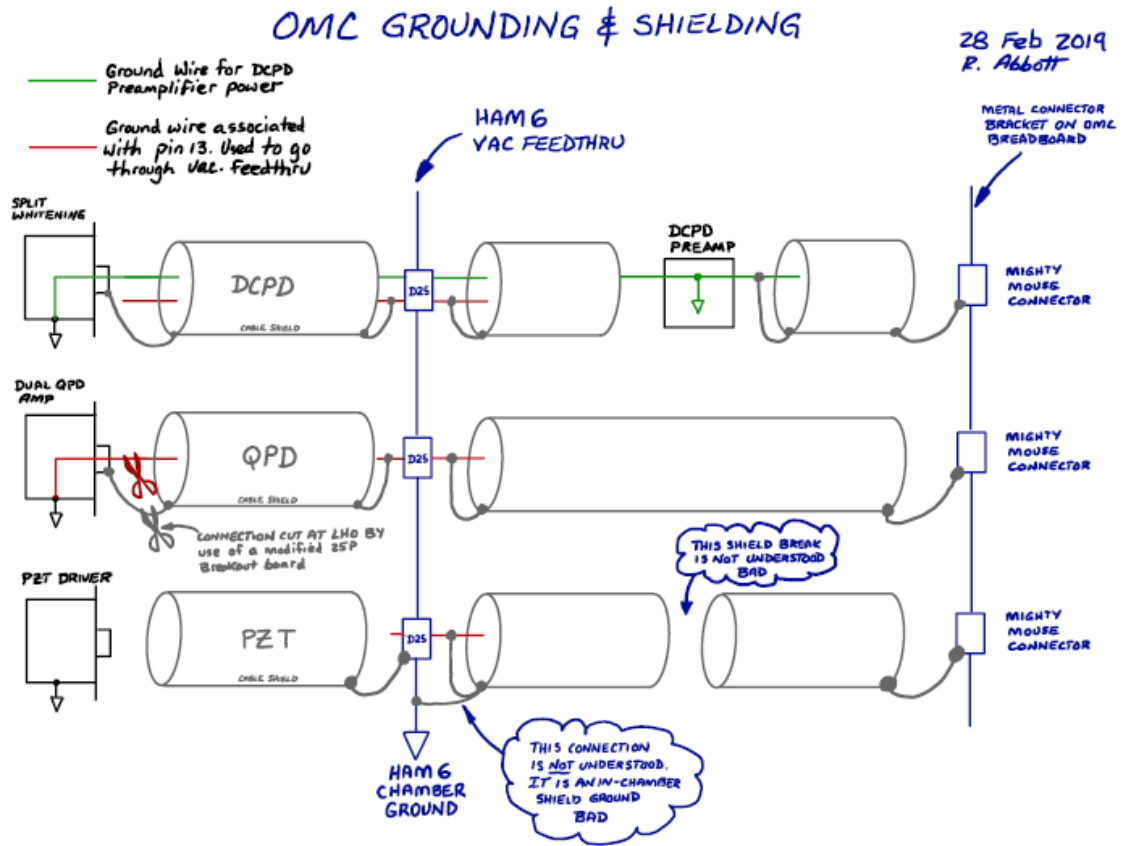 OMC GROUNDING & SHIELDING
28 Feb 2019
R. Abbott
Ground Wire for DCPD
Preamplifier power
Ground wire associated
with pin 13. Used to go
through vac. feedthru
HAM6
VAC FEEDTHRU
METAL CONNECTOR
BRACKET ON OMC
BREADBOARD
SPLIT
WHITENING
DCPD
CABLE SHIELD
D25
DCPD
PREAMP
MIGHTY
MOUSE
CONNECTOR
DUAL QPD
AMP
QPD
CABLE SHIELD
D25
MIGHTY
MOUSE
CONNECTOR
CONNECTION CUT AT LHO BY
use of a modified 25P
Breakout board
THIS SHIELD BREAK
IS NOT UNDERSTOOD
BAD
PZT DRIVER
PZT
CABLE SHIELD
D25
MIGHTY
MOUSE
CONNECTOR
HAM6
CHAMBER
GROUND
THIS CONNECTION
IS NOT UNDERSTOOD.
IT IS AN IN-CHAMBER
SHIELD GROUND
BAD